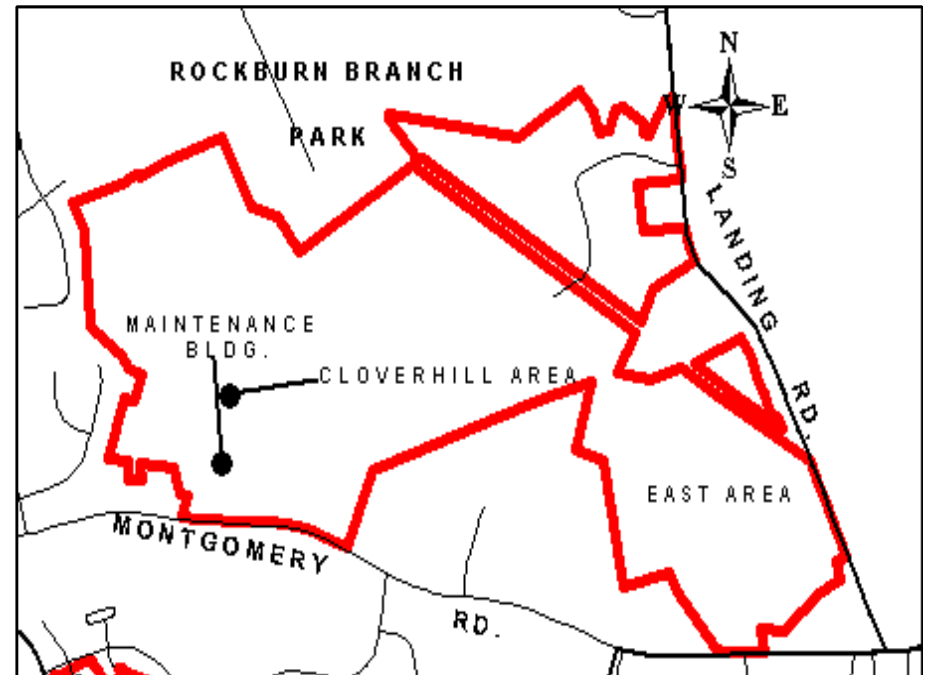 ROCKBURN BRANCH
PARK
N
W E
S
LANDING
RD.
MAINTENANCE
BLDG.
CLOVERHILL AREA
EAST AREA
MONTGOMERY
RD.